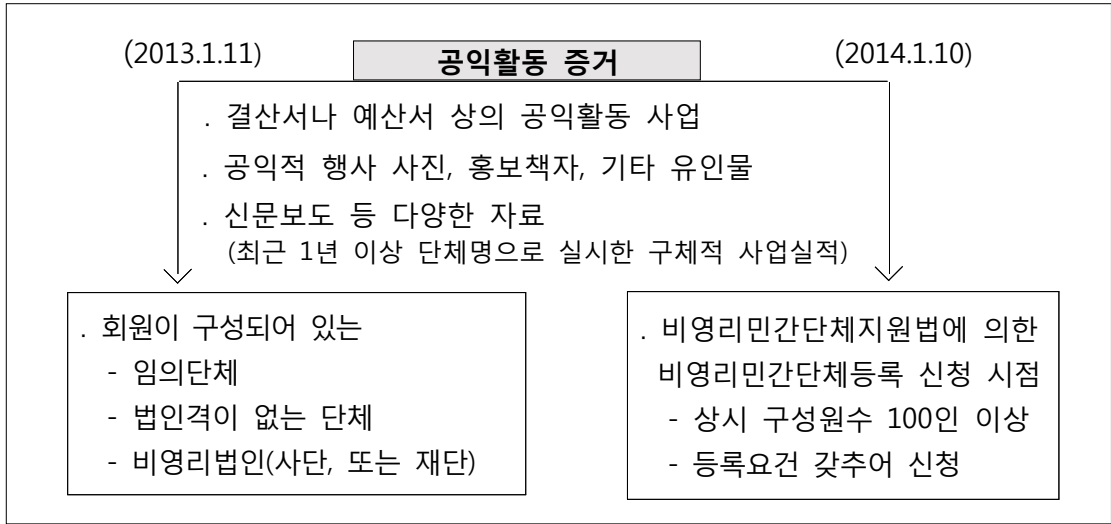 (2013.1.11)
공익활동 증거
(2014.1.10)
. 결산서나 예산서 상의 공익활동 사업
. 공익적 행사 사진, 홍보책자, 기타 유인물
. 신문보도 등 다양한 자료
(최근 1년 이상 단체명으로 실시한 구체적 사업실적)
. 회원이 구성되어 있는
- 임의단체
- 법인격이 없는 단체
- 비영리법인(사단, 또는 재단)
. 비영리민간단체지원법에 의한
비영리민간단체등록 신청 시점
- 상시 구성원수 100인 이상
- 등록요건 갖추어 신청